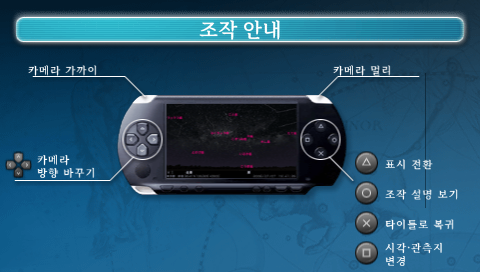 조작 안내
카메라 가까이
카메라 멀리
카메라
방향 바꾸기
표시 전환
조작 설명 보기
타이틀로 복귀
시각·관측지
변경